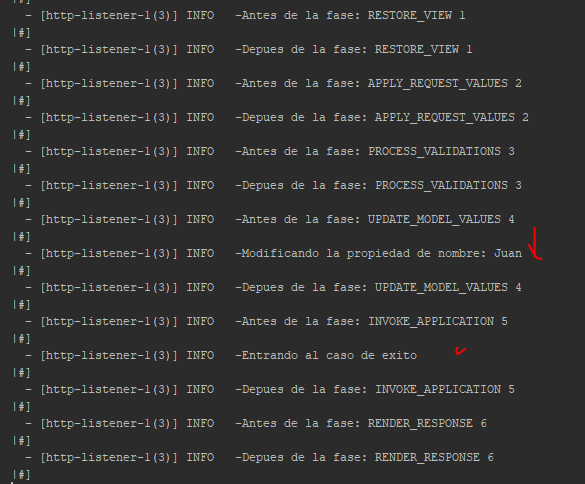 |#]
- [http-listener-1(3)] INFO -Antes de la fase: RESTORE_VIEW 1
|#]
- [http-listener-1(3)] INFO -Depues de la fase: RESTORE_VIEW 1
|#]
- [http-listener-1(3)] INFO -Antes de la fase: APPLY_REQUEST_VALUES 2
|#]
- [http-listener-1(3)] INFO -Depues de la fase: APPLY_REQUEST_VALUES 2
|#]
- [http-listener-1(3)] INFO -Antes de la fase: PROCESS_VALIDATIONS 3
|#]
- [http-listener-1(3)] INFO -Depues de la fase: PROCESS_VALIDATIONS 3
|#]
- [http-listener-1(3)] INFO -Antes de la fase: UPDATE_MODEL_VALUES 4
|#]
- [http-listener-1(3)] INFO -Modificando la propiedad de nombre: Juan
|#]
- [http-listener-1(3)] INFO -Depues de la fase: UPDATE_MODEL_VALUES 4
|#]
- [http-listener-1(3)] INFO -Antes de la fase: INVOKE_APPLICATION 5
|#]
- [http-listener-1(3)] INFO -Entrando al caso de exito
|#]
- [http-listener-1(3)] INFO -Depues de la fase: INVOKE_APPLICATION 5
|#]
- [http-listener-1(3)] INFO -Antes de la fase: RENDER_RESPONSE 6
|#]
- [http-listener-1(3)] INFO -Depues de la fase: RENDER_RESPONSE 6
|#]